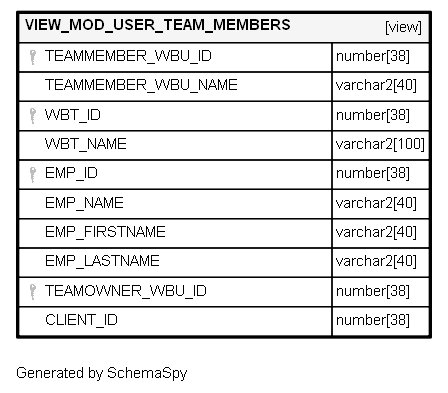 VIEW_MOD_USER_TEAM_MEMBERS [view]
TEAMMEMBER_WBU_ID number[38]
TEAMMEMBER_WBU_NAME varchar2[40]
WBT_ID number[38]
WBT_NAME varchar2[100]
EMP_ID number[38]
EMP_NAME varchar2[40]
EMP_FIRSTNAME varchar2[40]
EMP_LASTNAME varchar2[40]
TEAMOWNER_WBU_ID number[38]
CLIENT_ID number[38]
Generated by SchemaSpy